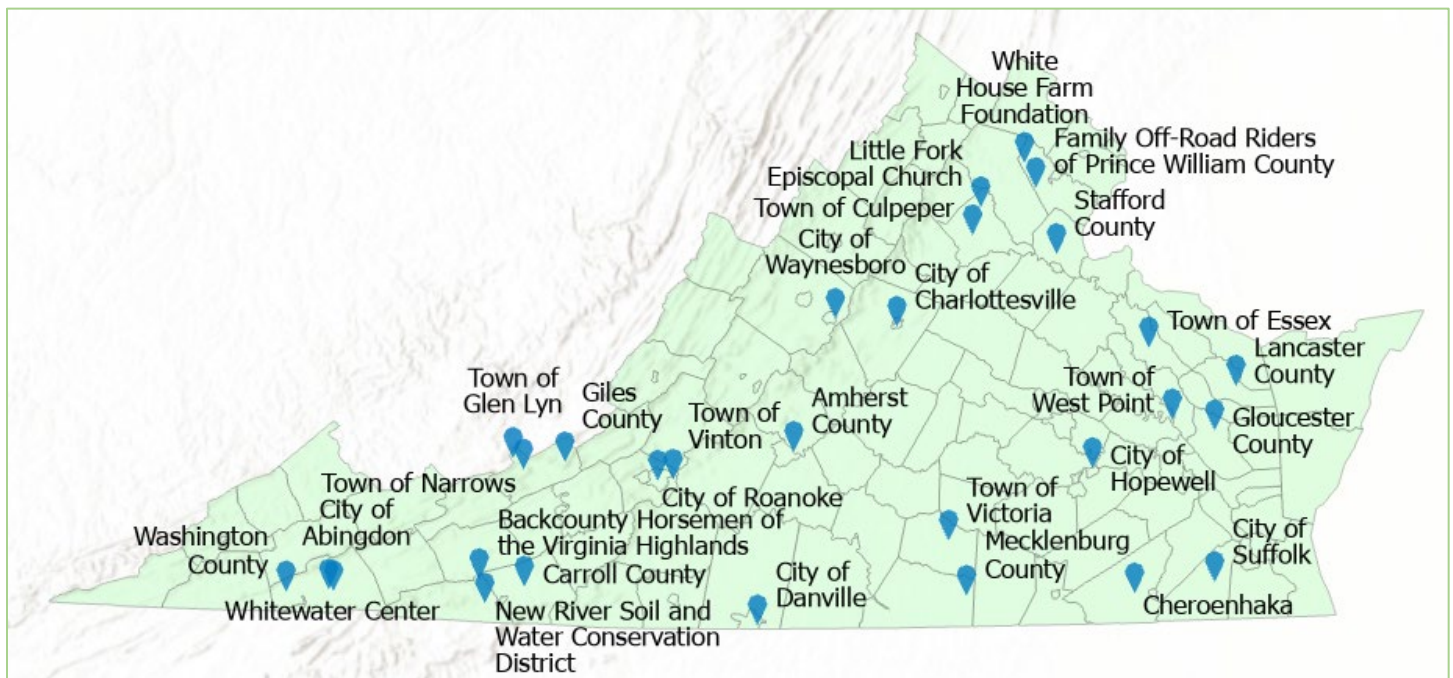 White
House Farm
Foundation
Family Off-Road Riders
of Prince William County
Little Fork
Episcopal Church
Town of Culpeper
Stafford
County
City of
Waynesboro
City of
Charlottesville
Town of Essex
Lancaster
County
Town of
West Point
Gloucester
County
Town of
Glen Lyn
Giles
County
Town of
Vinton
Amherst
County
City of
Hopewell
Town of Narrows
City of Roanoke
City of
Abingdon
Washington
County
Backcounty Horsemen of
the Virginia Highlands
Carroll County
Town of
Victoria
Mecklenburg
County
City of
Suffolk
City of
Danville
Cheroenhaka
Whitewater Center
New River Soil and
Water Conservation
District